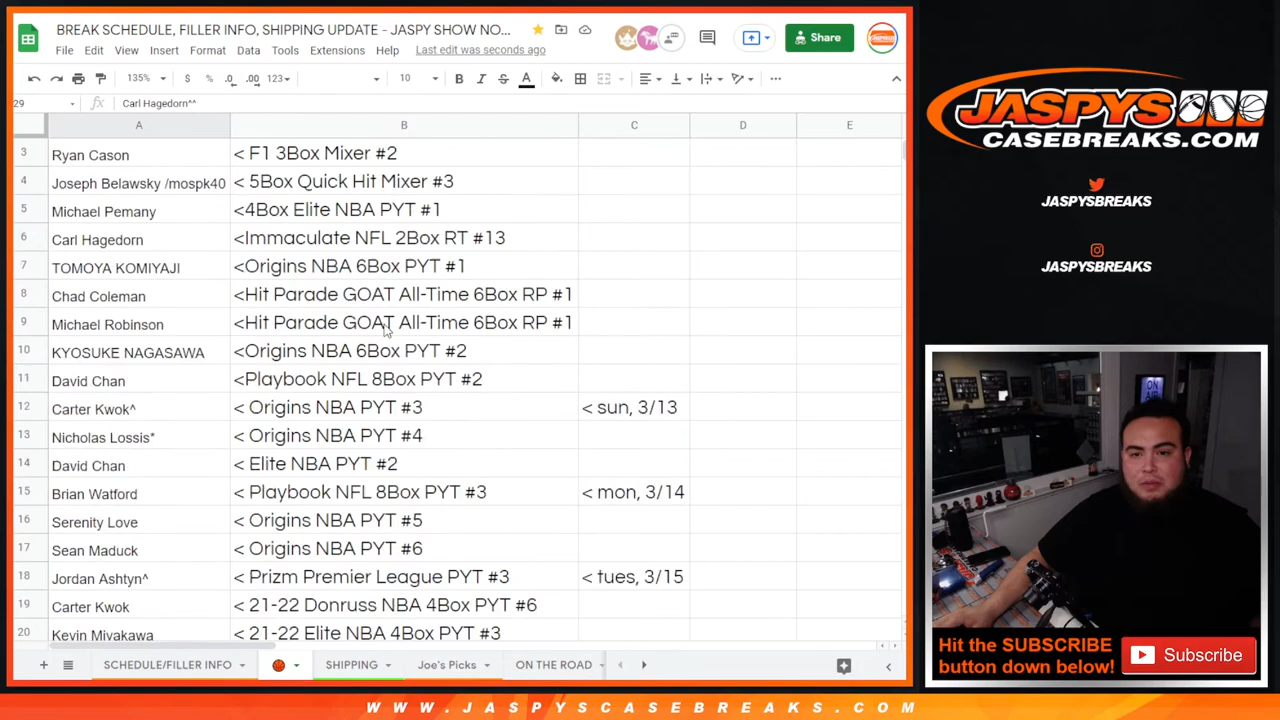 BREAK SCHEDULE, FILLER INFO, SHIPPING UPDATE - JASPY SHOW NO...
File Edit View Insert Format Data Tools Extensions Help Last edit was seconds ago
Share
135% $ % .0 .00 123 10 B I S A
29 fx Carl Hagedorn^^
A B C D E
3 Ryan Cason < F1 3Box Mixer #2
4 Joseph Belawsky /mospk40 < 5Box Quick Hit Mixer #3
5 Michael Pemany <4Box Elite NBA PYT #1
6 Carl Hagedorn <Immaculate NFL 2Box RT #13
7 TOMOYA KOMIYAJI <Origins NBA 6Box PYT #1
8 Chad Coleman <Hit Parade GOAT All-Time 6Box RP #1
9 Michael Robinson <Hit Parade GOAT All-Time 6Box RP #1
10 KYOSUKE NAGASAWA <Origins NBA 6Box PYT #2
11 David Chan <Playbook NFL 8Box PYT #2
12 Carter Kwok^ < Origins NBA PYT #3 < sun, 3/13
13 Nicholas Lossis* < Origins NBA PYT #4
14 David Chan < Elite NBA PYT #2
15 Brian Watford < Playbook NFL 8Box PYT #3 < mon, 3/14
16 Serenity Love < Origins NBA PYT #5
17 Sean Maduck < Origins NBA PYT #6
18 Jordan Ashtyn^ < Prizm Premier League PYT #3 < tues, 3/15
19 Carter Kwok < 21-22 Donruss NBA 4Box PYT #6
20 Kevin Miyakawa < 21-22 Elite NBA 4Box PYT #3
SCHEDULE/FILLER INFO SHIPPING Joe's Picks ON THE ROAD
JASPYS
CASEBREAKS.COM
JASPYSBREAKS
JASPYSBREAKS
ON AIR
Hit the SUBSCRIBE
button down below!
Subscribe
WWW.JASPYSCASEBREAKS.COM